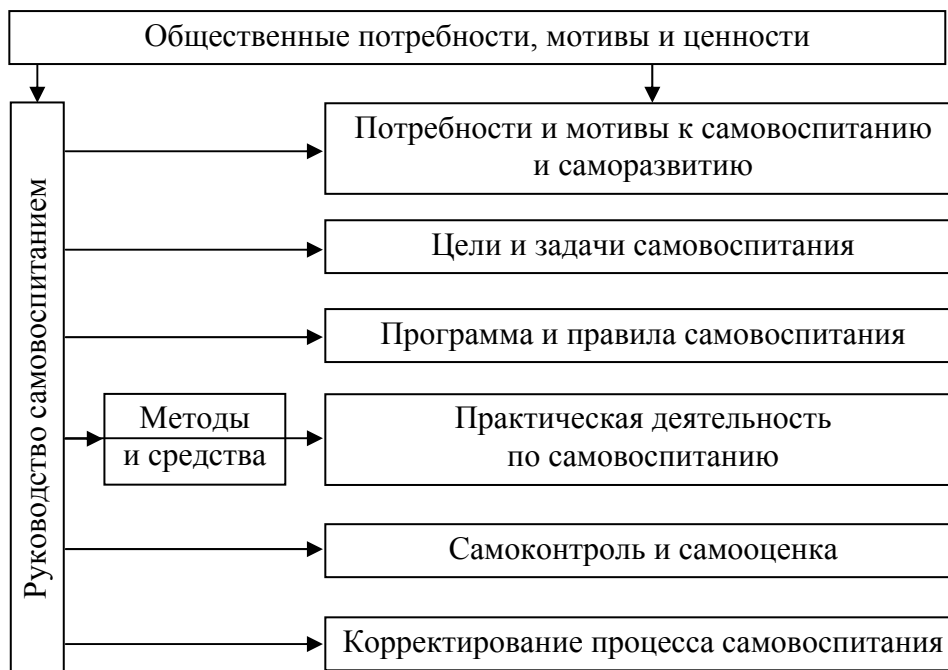 Общественные потребности, мотивы и ценности
Руководство самовоспитанием
Потребности и мотивы к самовоспитанию
и саморазвитию
Цели и задачи самовоспитания
Программа и правила самовоспитания
Методы
и средства
Практическая деятельность
по самовоспитанию
Самоконтроль и самооценка
Корректирование процесса самовоспитания